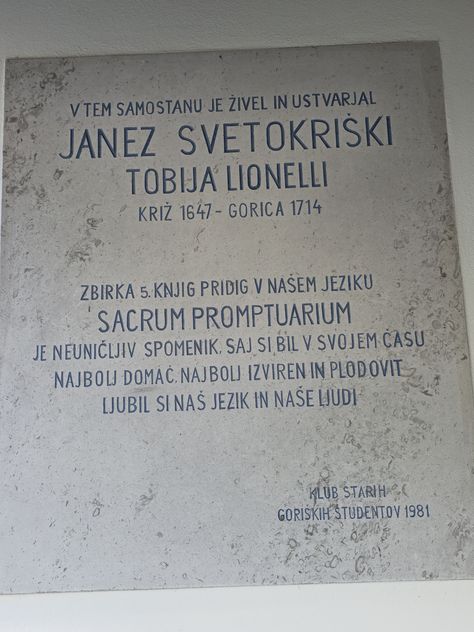 V TEM SAMOSTANU JE ŽIVEL IN USTVARJAL
JANEZ SVETOKRIŠKI
TOBIJA LIONELLI
KRIŽ 1647 - GORICA 1714
ZBIRKA 5. KNJIG PRIDIG V NAŠEM JEZIKU
SACRUM PROMPTUARIUM
JE NEUNIČLJIV SPOMENIK, SAJ SI BIL V SVOJEM ČASU
NAJBOLJ DOMAČ, NAJBOLJ IZVIREN IN PLODOVIT
LJUBIL SI NAŠ JEZIK IN NAŠE LJUDI
KLUB STARIH
GORIŠKIH ŠTUDENTOV 1981